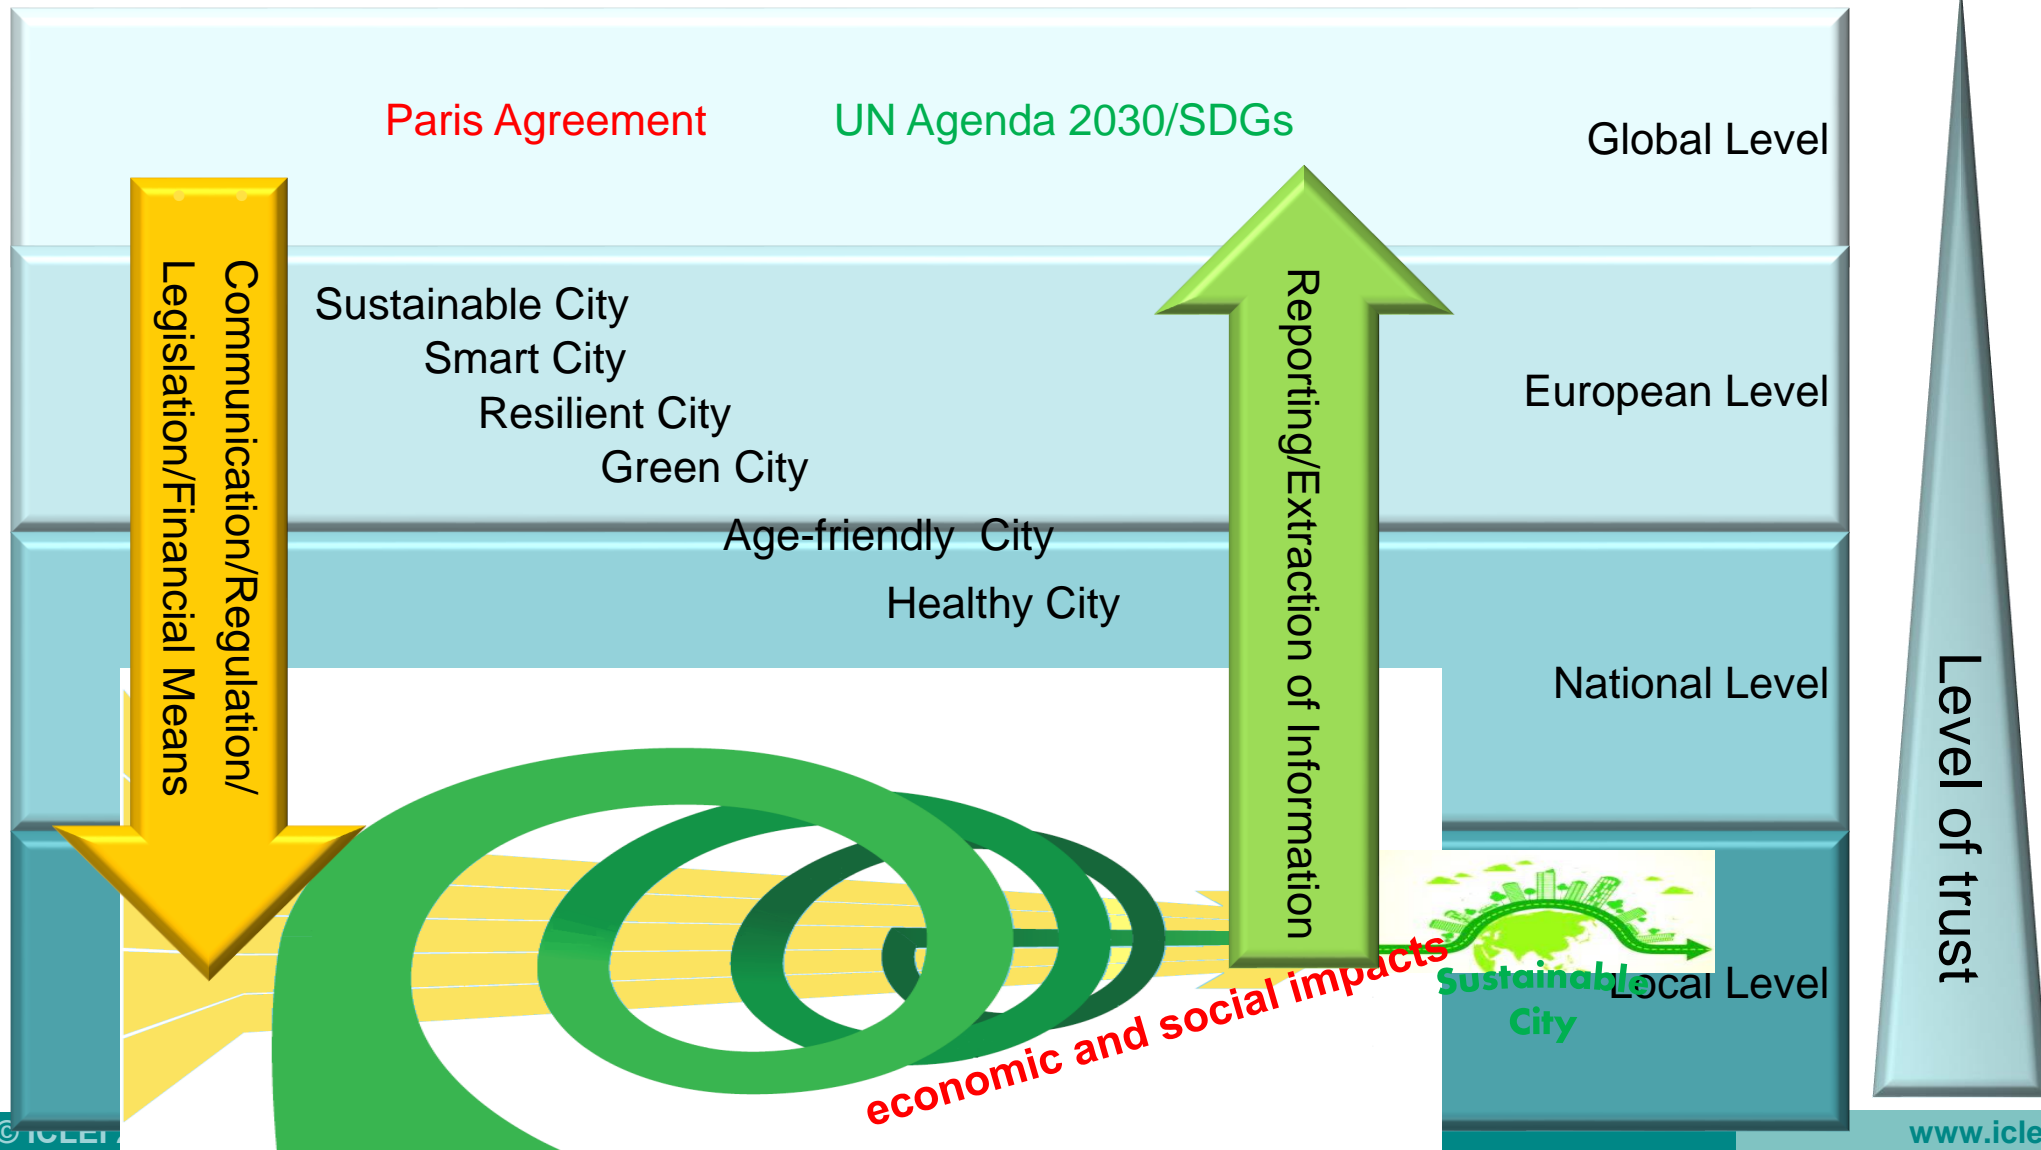 Paris Agreement
UN Agenda 2030/SDGs
Global Level
Communication/Regulation/
Legislation/Financial Means
Sustainable City
Smart City
Resilient City
Green City
Age-friendly City
Healthy City
Reporting/Extraction of Information
European Level
National Level
Level of trust
economic and social impacts
Sustainable
City
Local Level
© ICLEI